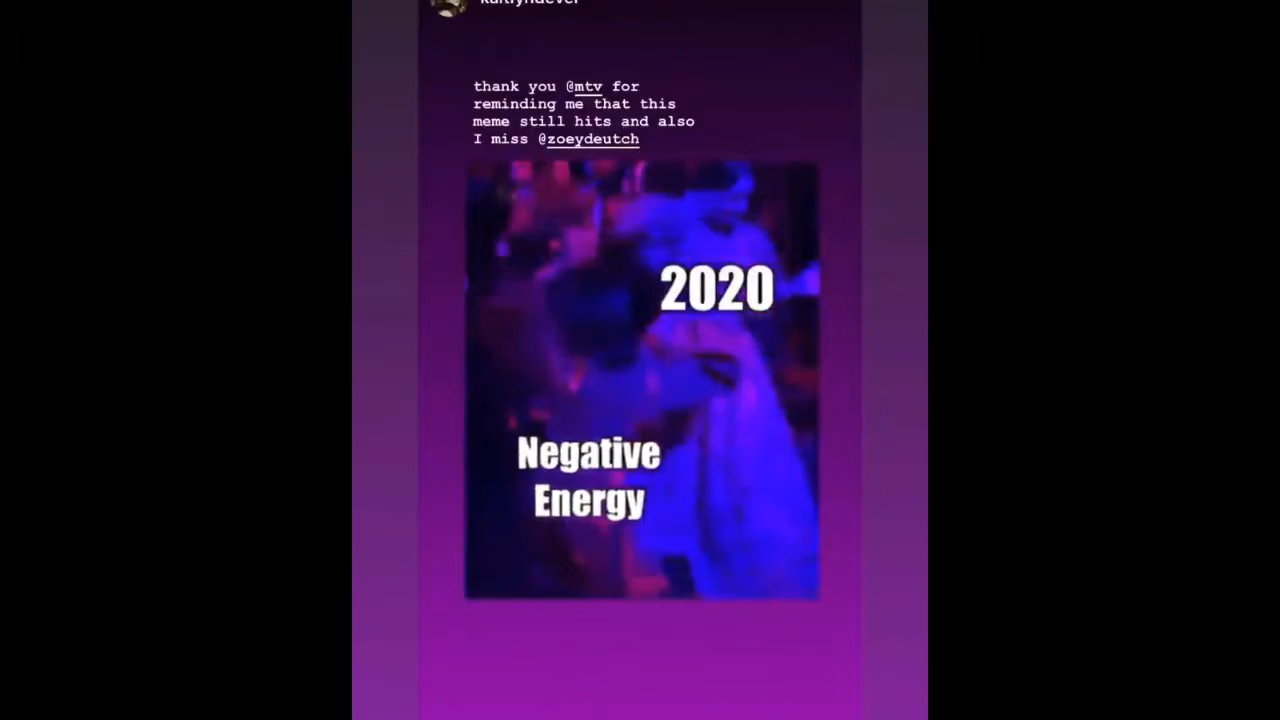 thank you @mtv for
reminding me that this
meme still hits and also
I miss @zoeydeutch
2020
Negative
Energy